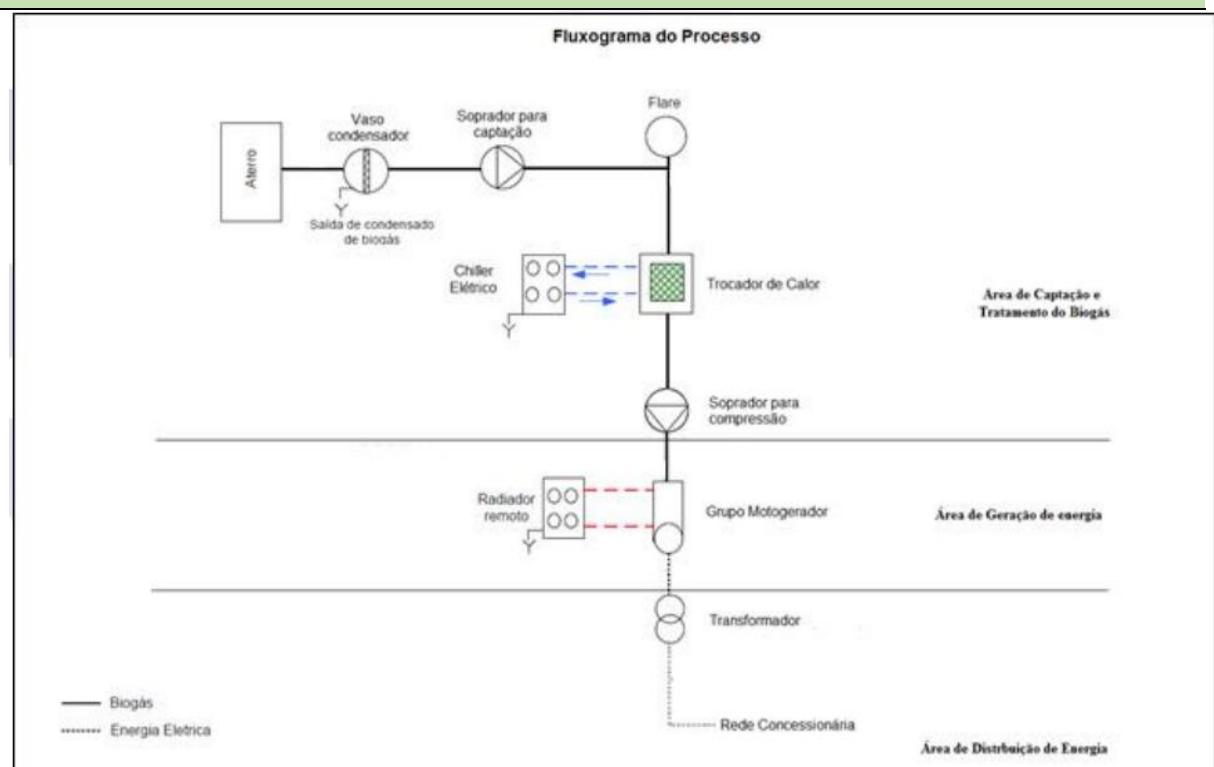 Fluxograma do Processo
Flare
Vaso
condensador
Soprador para
captação
Aterro
Saída de condensado
de biogás
Chiller
Elétrico
Trocador de Calor
Área de Captação e
Tratamento do Biogás
Soprador para
compressão
Radiador
remoto
Grupo Motogerador
Área de Geração de energia
Transformador
Biogás
Energia Eletrica
Rede Concessionária
Área de Distrbuição de Energia